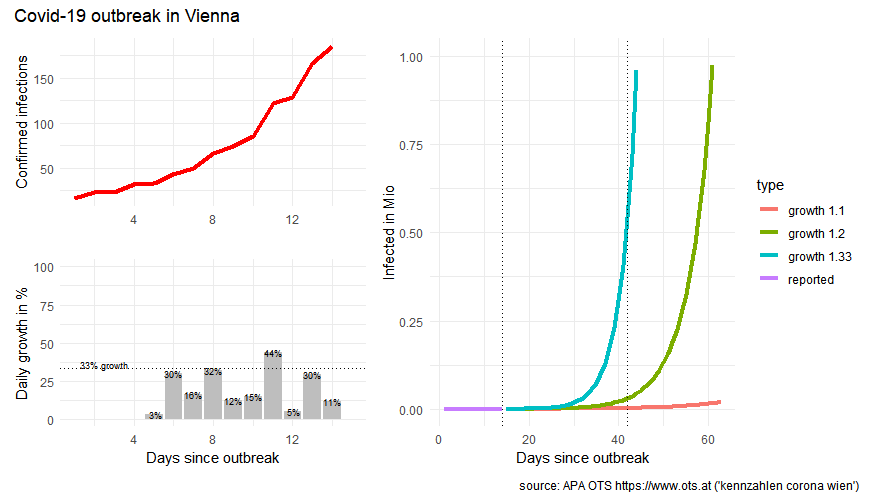 Covid-19 outbreak in Vienna
Confirmed infections
150
100
50
4 8 12
Daily growth in %
100
75
50
25
0
33% growth
3% 30% 16% 32% 12% 15% 44% 5% 30% 11%
4 8 12
Days since outbreak
Infected in Mio
1.00
0.75
0.50
0.25
0.00
0 20 40 60
Days since outbreak
type
growth 1.1
growth 1.2
growth 1.33
reported
source: APA OTS https://www.ots.at ('kennzahlen corona wien')